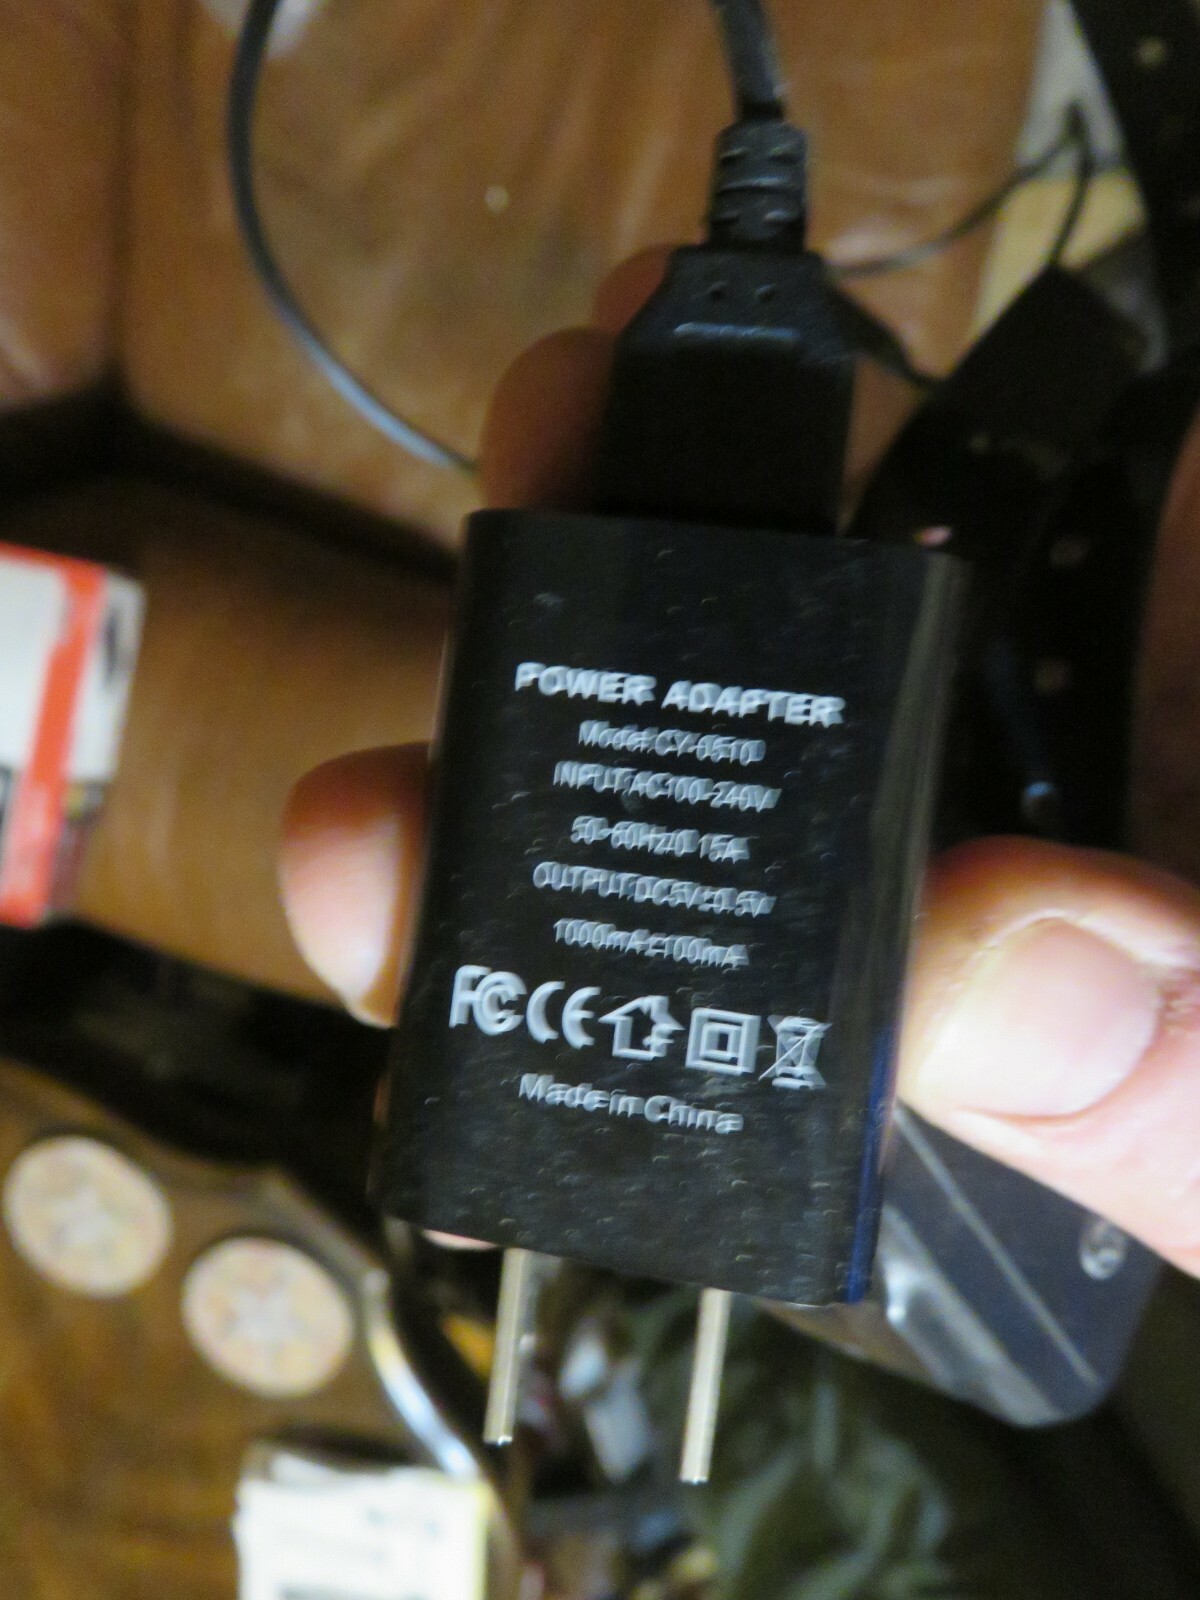 POWER ADAPTER
Model:CY-0510
INPUT:AC100-240V
50-60Hz:0.15A
OUTPUT:DC5V±0.5V
1000mA±100mA
FC CE
Made in China